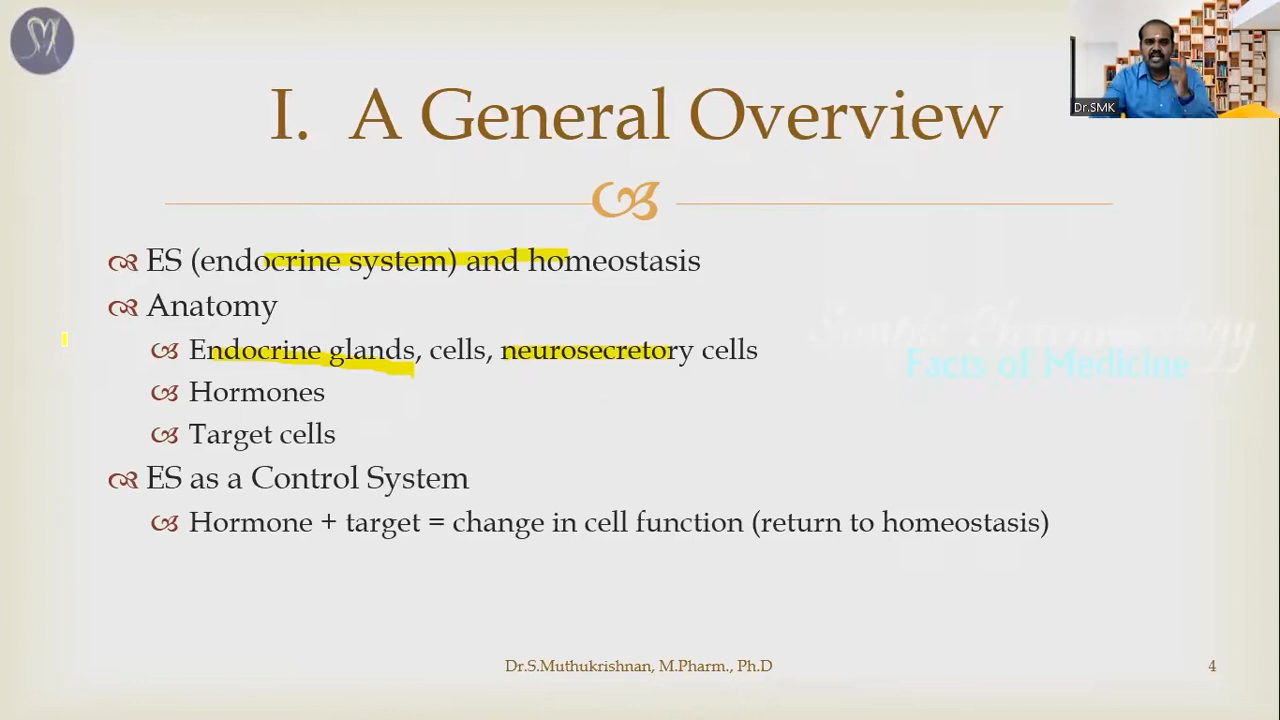 I. A General Overview
Dr.SMK
ES (endocrine system) and homeostasis
Anatomy
Endocrine glands, cells, neurosecretory cells
Simple Pharmacology
Facts of Medicine
Hormones
Target cells
ES as a Control System
Hormone + target = change in cell function (return to homeostasis)
Dr.S.Muthukrishnan, M.Pharm., Ph.D
4